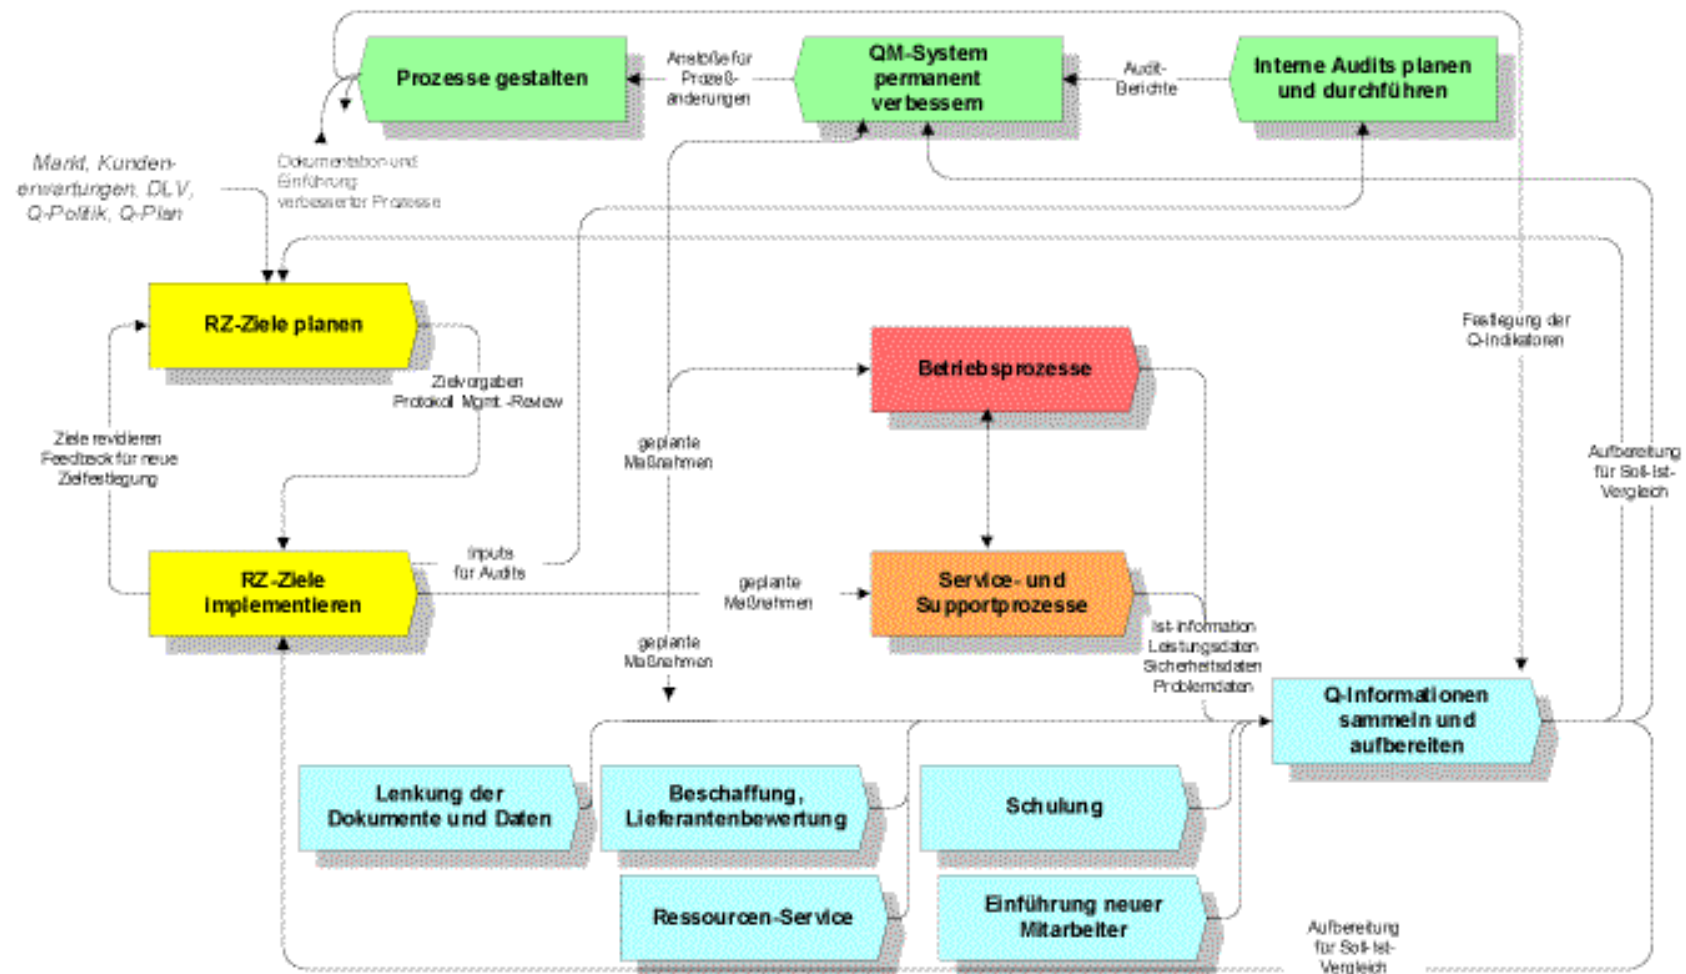 Prozesse gestalten
Anstöße für
Prozeß-
änderungen
QM-System
permanent
verbessern
Audit-
Berichte
Interne Audits planen
und durchführen
Markt, Kunden-
erwartungen, DLV,
Q-Politik, Q-Plan
Dokumentation und
Einführung
verbesserter Prozesse
RZ-Ziele planen
Zielvorgaben
Protokoll Mgmt.-Review
Betriebsprozesse
Festlegung der
Q-Indikatoren
Ziele revidieren
Feedback für neue
Zielfestlegung
geplante
Maßnahmen
Aufbereitung
für Soll-Ist-
Vergleich
RZ-Ziele
implementieren
Inputs
für Audits
geplante
Maßnahmen
Service- und
Supportprozesse
geplante
Maßnahmen
Ist-Information
Leistungsdaten
Sicherheitsdaten
Problemdaten
Q-Informationen
sammeln und
aufbereiten
Lenkung der
Dokumente und Daten
Beschaffung,
Lieferantenbewertung
Schulung
Ressourcen-Service
Einführung neuer
Mitarbeiter
Aufbereitung
für Soll-Ist-
Vergleich